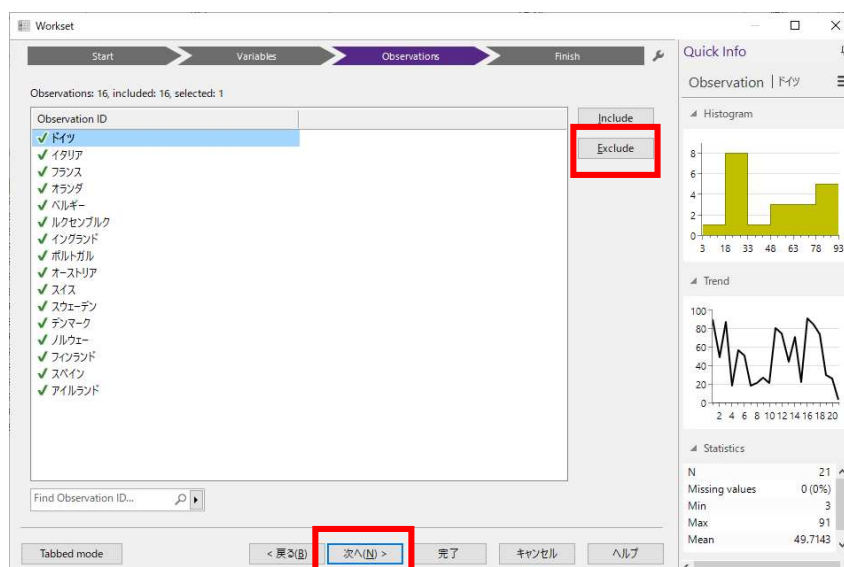 Workset
Start Variables Observations Finish
Observations: 16, included: 16, selected: 1
Observation ID
ドイツ
イタリア
フランス
オランダ
ベルギー
ルクセンブルク
イングランド
ポルトガル
オーストリア
スイス
スウェーデン
デンマーク
ノルウェー
フィンランド
スペイン
アイルランド
Include
Exclude
Find Observation ID...
Tabbed mode
< 戻る(B)
次へ(N) >
完了
キャンセル
ヘルプ
Quick Info
Observation | ドイツ
Histogram
8
6
4
2
0
3 18 33 48 63 78 93
Trend
100
80
60
40
20
0
2 4 6 8 10 12 14 16 18 20
Statistics
N 21
Missing values 0 (0%)
Min 3
Max 91
Mean 49.7143